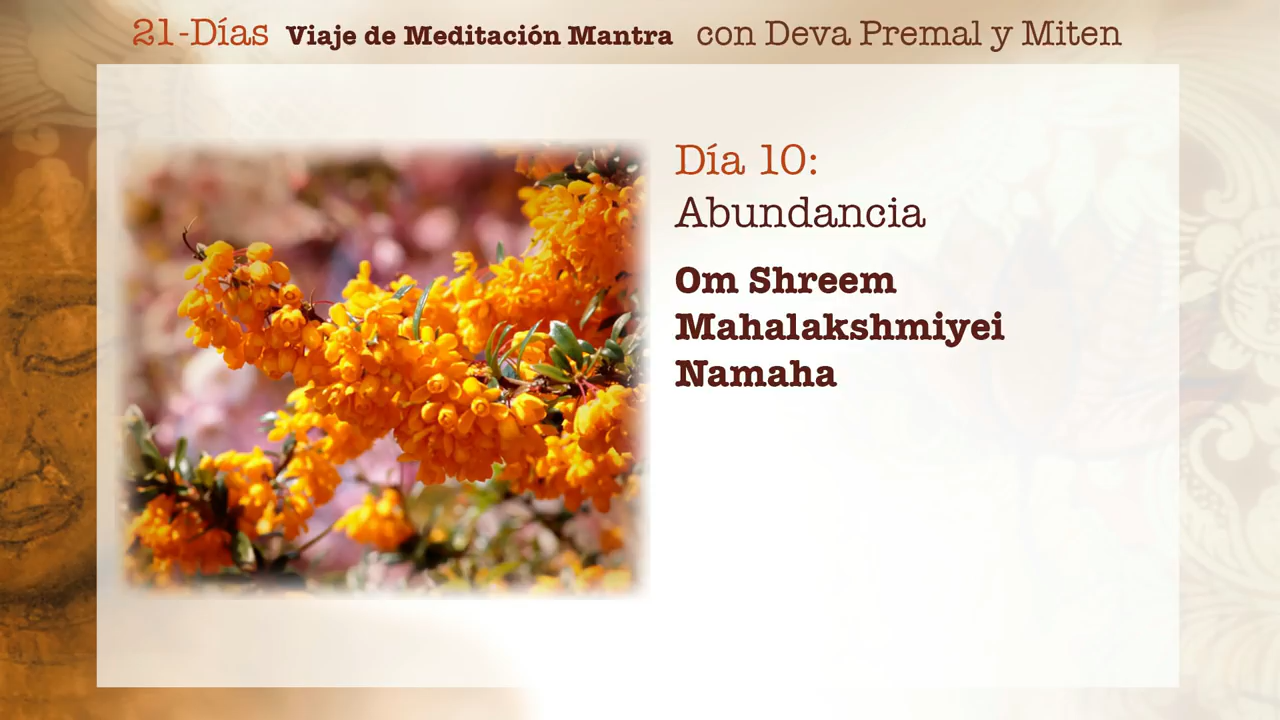 21-Días Viaje de Meditación Mantra con Deva Premal y Miten
Día 10:
Abundancia
Om Shreem
Mahalakshmiyei
Namaha